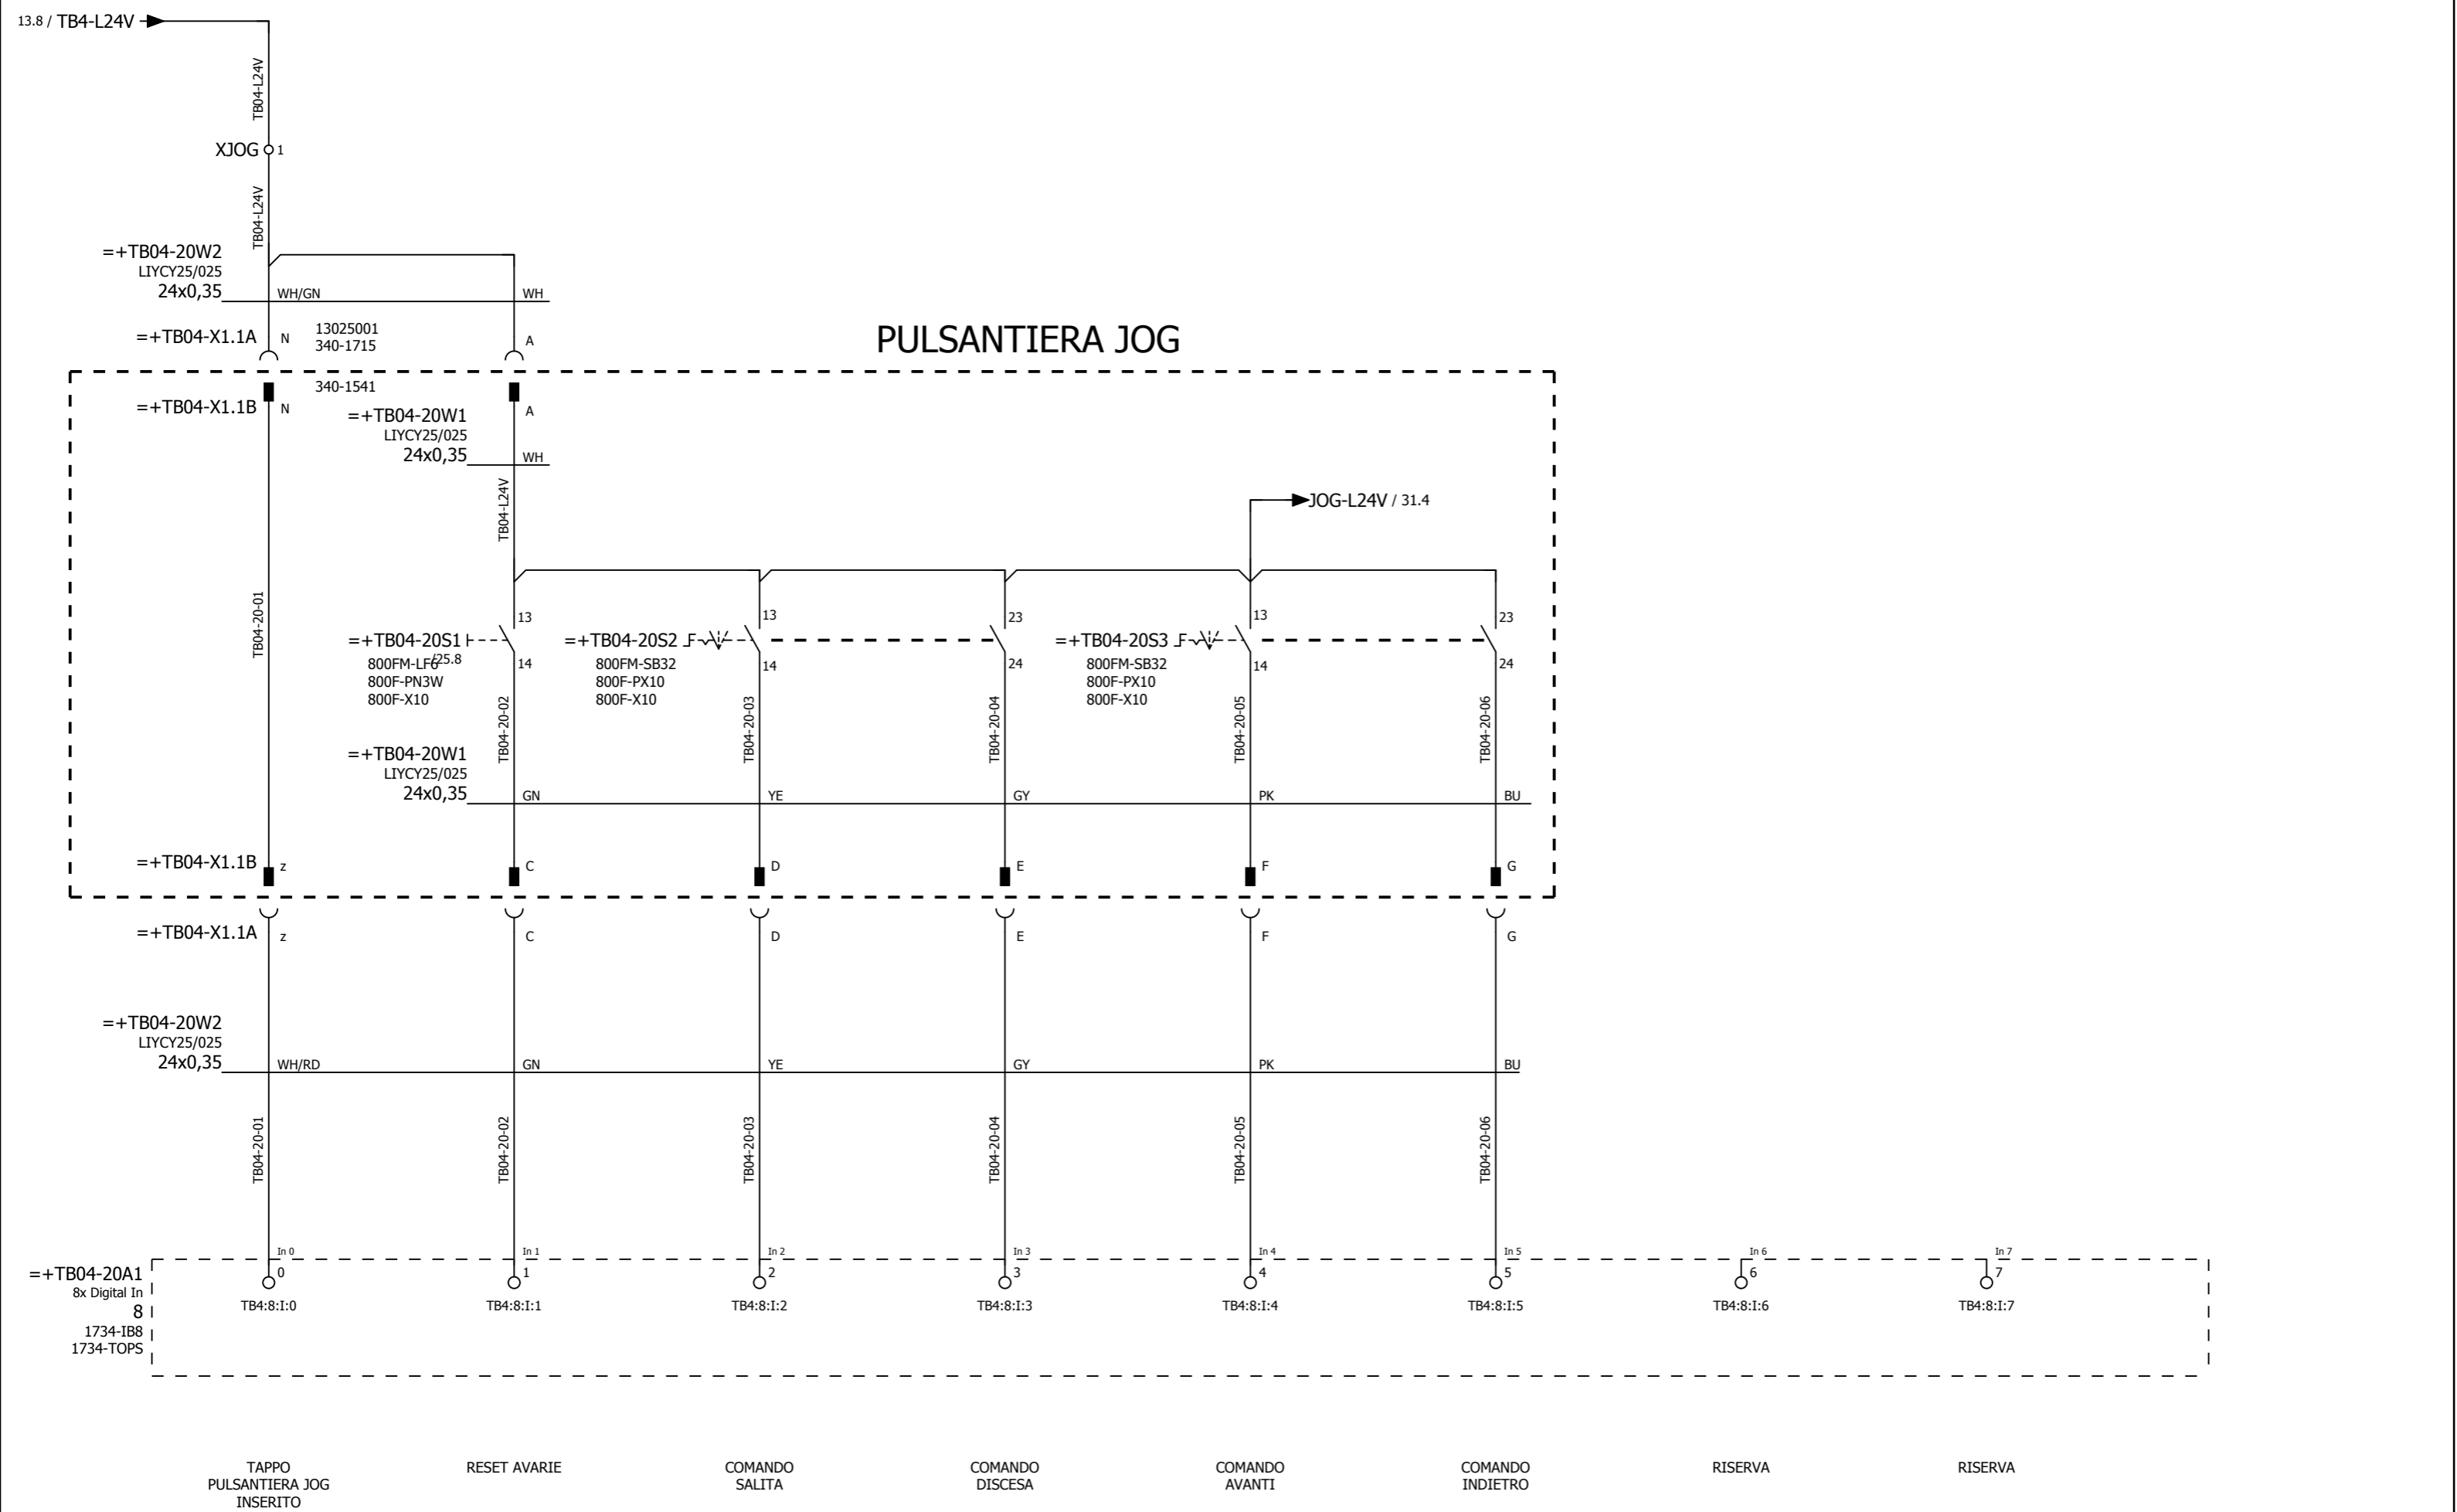 13.8 / TB4-L24V
TB04-L24V
XJOG 1
TB04-L24V
=+TB04-20W2
LIYCY25/025
24x0,35
WH/GN
WH
=+TB04-X1.1A
N
13025001
340-1715
A
PULSANTIERA JOG
=+TB04-X1.1B
N
340-1541
A
=+TB04-20W1
LIYCY25/025
24x0,35
WH
TB04-L24V
JOG-L24V / 31.4
TB04-20-01
=+TB04-20S1
/25.8
800FM-LF6
800F-PN3W
800F-X10
13
14
=+TB04-20S2
800FM-SB32
800F-PX10
800F-X10
13
14
23
24
=+TB04-20S3
800FM-SB32
800F-PX10
800F-X10
13
14
23
24
TB04-20-02
TB04-20-03
TB04-20-04
TB04-20-05
TB04-20-06
=+TB04-20W1
LIYCY25/025
24x0,35
GN
YE
GY
PK
BU
=+TB04-X1.1B
z
C
D
E
F
G
=+TB04-X1.1A
z
C
D
E
F
G
=+TB04-20W2
LIYCY25/025
24x0,35
WH/RD
GN
YE
GY
PK
BU
TB04-20-01
TB04-20-02
TB04-20-03
TB04-20-04
TB04-20-05
TB04-20-06
In 0
In 1
In 2
In 3
In 4
In 5
In 6
In 7
=+TB04-20A1
8x Digital In
8
1734-IB8
1734-TOPS
0
1
2
3
4
5
6
7
TB4:8:I:0
TB4:8:I:1
TB4:8:I:2
TB4:8:I:3
TB4:8:I:4
TB4:8:I:5
TB4:8:I:6
TB4:8:I:7
TAPPO
PULSANTIERA JOG
INSERITO
RESET AVARIE
COMANDO
SALITA
COMANDO
DISCESA
COMANDO
AVANTI
COMANDO
INDIETRO
RISERVA
RISERVA